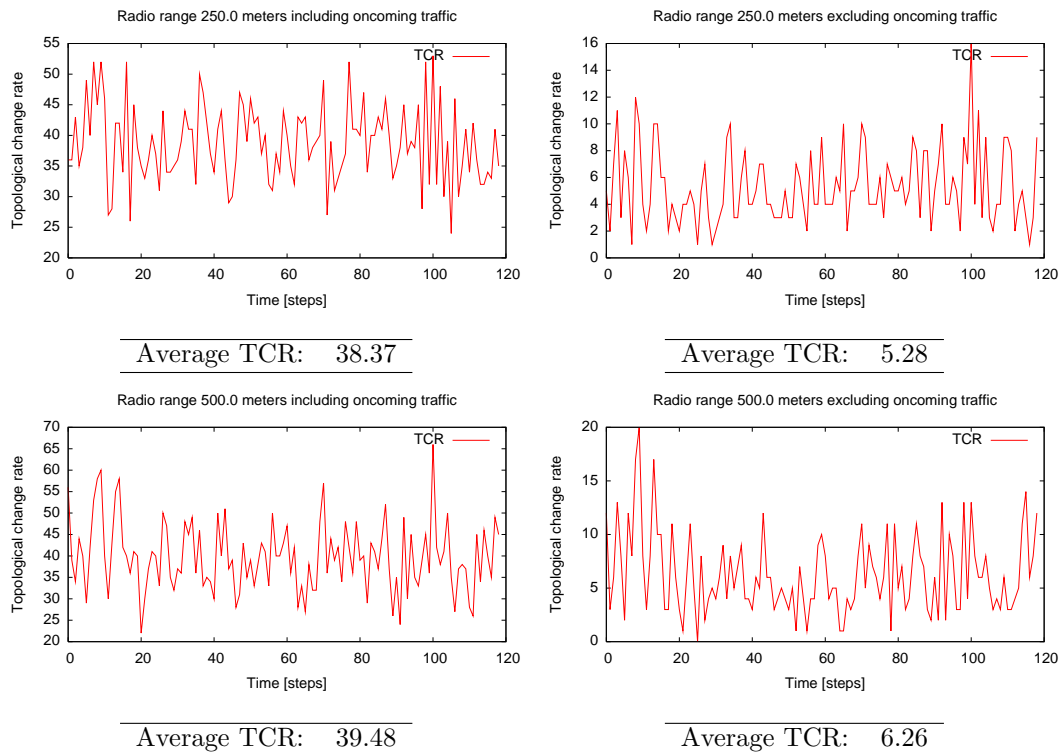 Radio range 250.0 meters including oncoming traffic
Topological change rate
55
50
45
40
35
30
25
20
TCR
0 20 40 60 80 100 120
Time [steps]
Average TCR: 38.37
Radio range 250.0 meters excluding oncoming traffic
Topological change rate
16
14
12
10
8
6
4
2
0
TCR
0 20 40 60 80 100 120
Time [steps]
Average TCR: 5.28
Radio range 500.0 meters including oncoming traffic
Topological change rate
70
65
60
55
50
45
40
35
30
25
20
TCR
0 20 40 60 80 100 120
Time [steps]
Average TCR: 39.48
Radio range 500.0 meters excluding oncoming traffic
Topological change rate
20
15
10
5
0
TCR
0 20 40 60 80 100 120
Time [steps]
Average TCR: 6.26